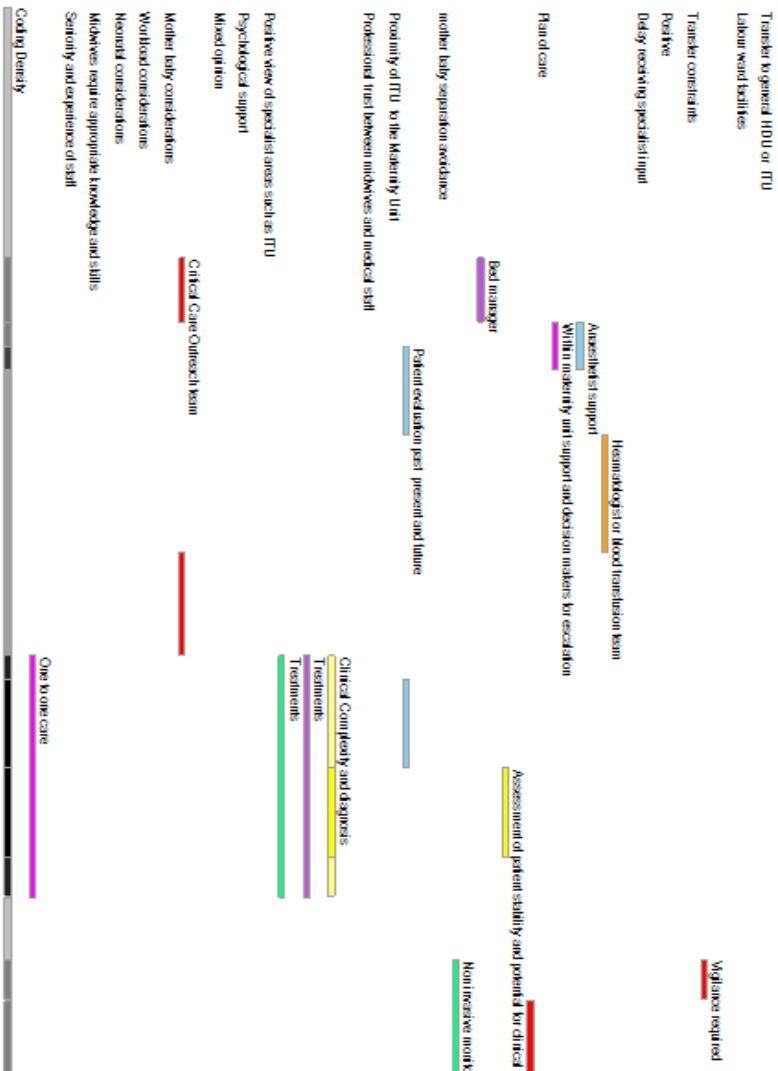 Transfer to general HDU or ITU
Labour ward facilities
Vigilance required
Transfer constraints
Positive
Delay receiving specialist input
Heamatologist or blood transfusion team
Anaesthetist support
Within maternity unit support and decision makers for escalation
Plan of care
Assessment of patient stability and potential for clinical
Bed manager
Non invasive
mother baby separation avoidance
Patient evaluation past present and future
Proximity of ITU to the Maternity Unit
Professional trust between midwives and medical staff
Clinical Complexity and diagnosis
Treatments
Treatments
Positive view of specialist areas such as ITU
Psychological support
Mixed opinion
Critical Care Outreach team
Mother baby considerations
Workload considerations
Neonatal considerations
Midwives require appropriate knowledge and skills
Seniority and experience of staff
One to one care
Coding Density